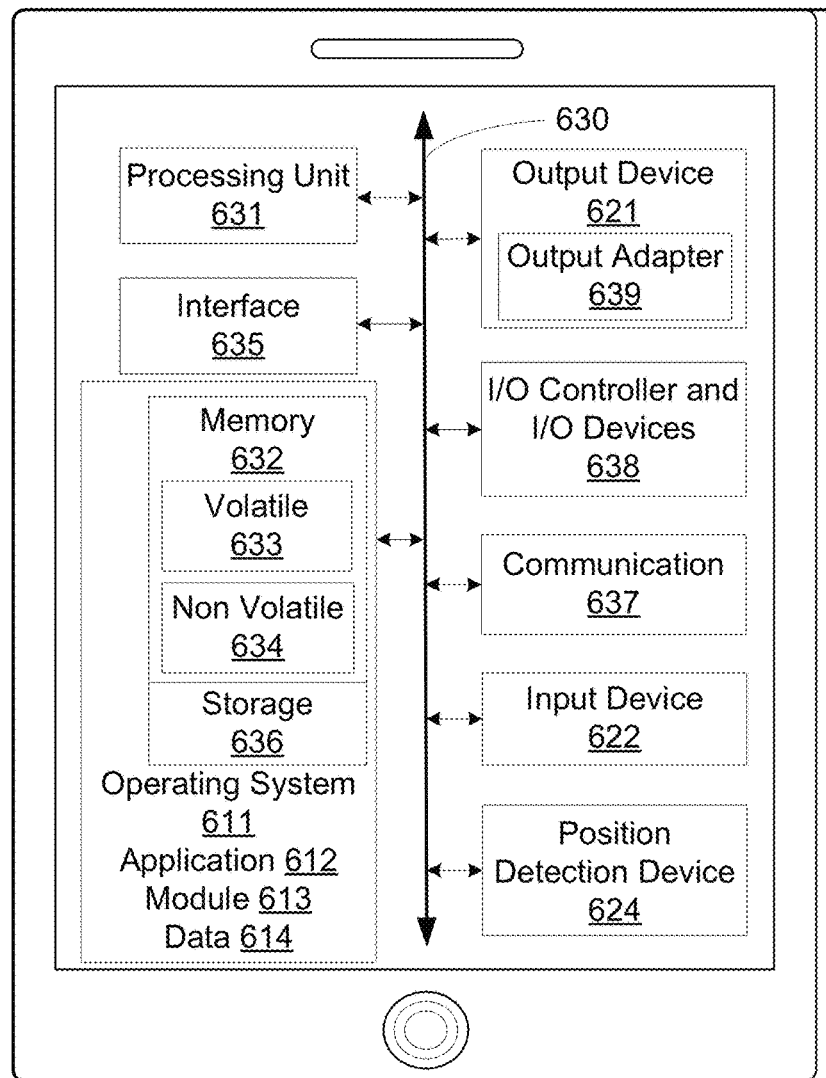 630
Processing Unit
631
Interface
635
Memory
632
Volatile
633
Non Volatile
634
Storage
636
Operating System
611
Application 612
Module 613
Data 614
Output Device
621
Output Adapter
639
I/O Controller and
I/O Devices
638
Communication
637
Input Device
622
Position
Detection Device
624